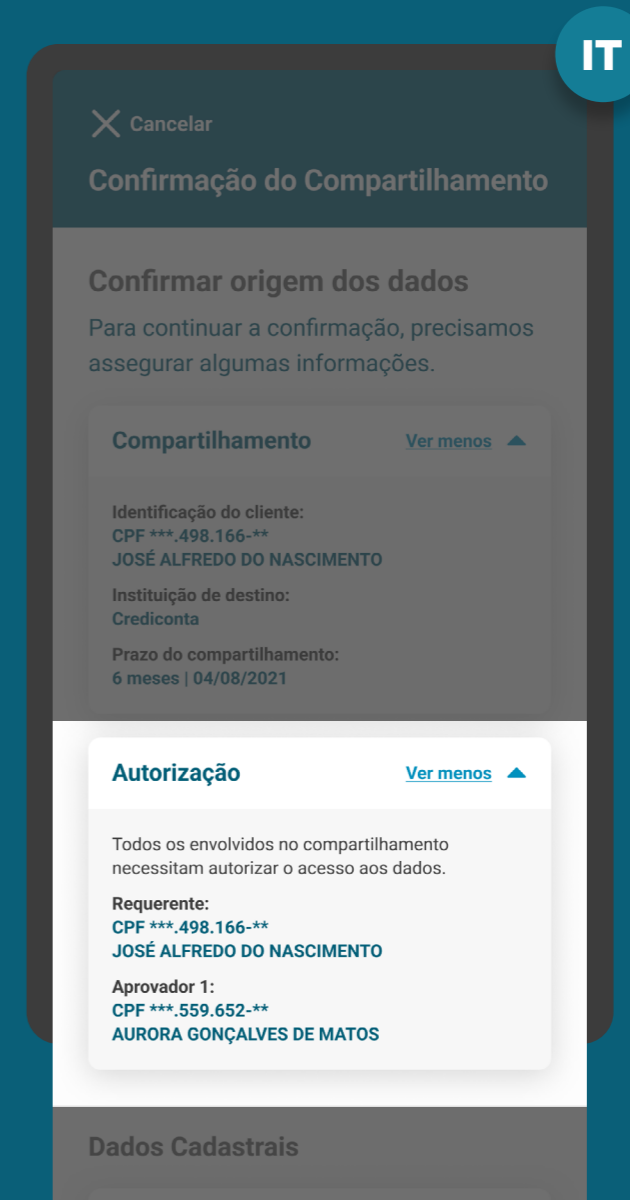 IT
Cancelar
Confirmação do Compartilhamento
Confirmar origem dos dados
Para continuar a confirmação, precisamos
assegurar algumas informações.
Compartilhamento Ver menos
Identificação do cliente:
CPF ***.498.166-**
JOSÉ ALFREDO DO NASCIMENTO
Instituição de destino:
Crediconta
Prazo do compartilhamento:
6 meses | 04/08/2021
Autorização Ver menos
Todos os envolvidos no compartilhamento
necessitam autorizar o acesso aos dados.
Requerente:
CPF ***.498.166-**
JOSÉ ALFREDO DO NASCIMENTO
Aprovador 1:
CPF ***.559.652-**
AURORA GONÇALVES DE MATOS
Dados Cadastrais